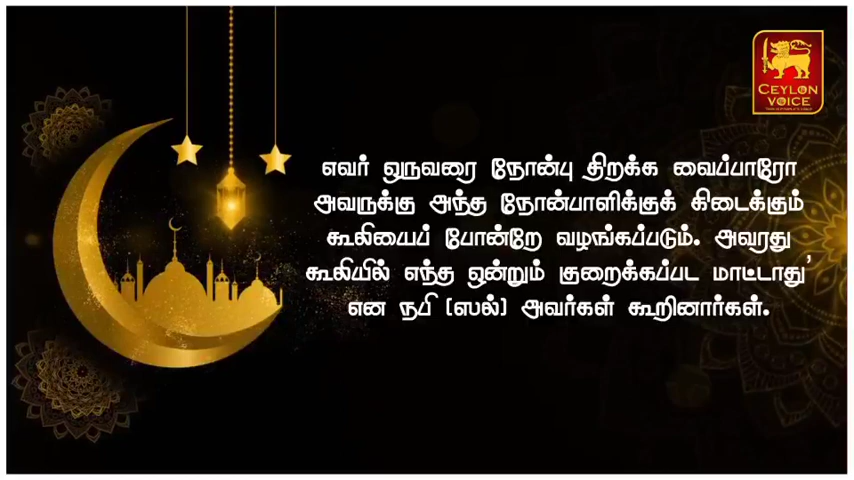 CEYLON
VOICE
எவர் ஒருவரை நோன்பு திறக்க வைப்பாரோ
அவருக்கு அந்த நோன்பாளிக்குக் கிடைக்கும்
கூலியைப் போன்றே வழங்கப்படும். அவரது
கூலியில் எந்த ஒன்றும் குறைக்கப்பட மாட்டாது’
என நபி (ஸல்) அவர்கள் கூறினார்கள்.